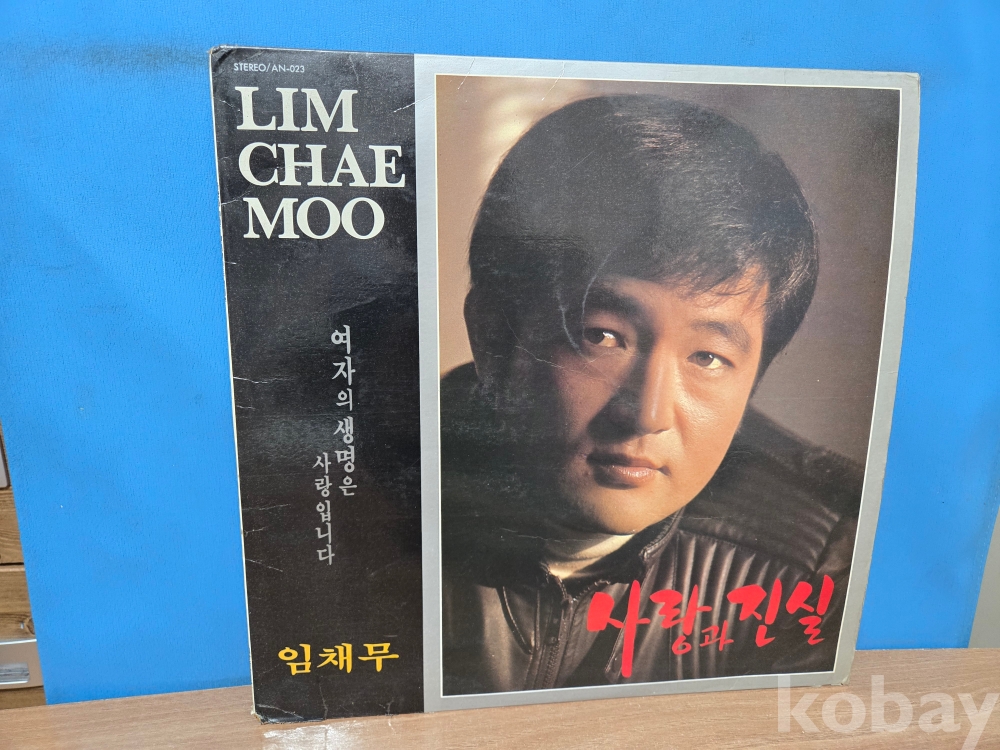 STEREO/AN-023
LIM
CHAE
MOO
여자의 생명은
사랑입니다
임채무
사랑과 진실
kobay